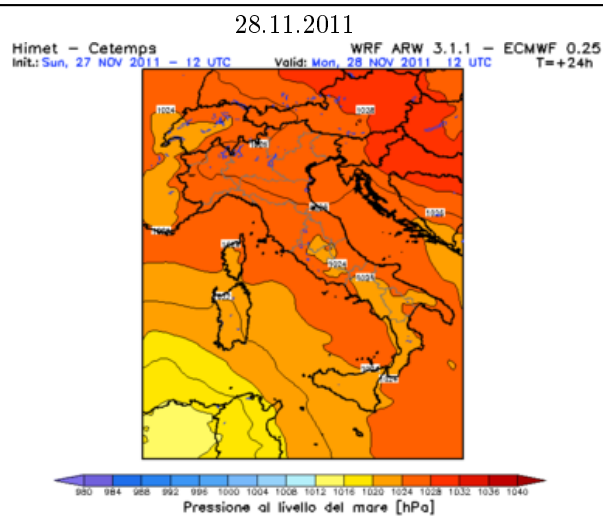 28.11.2011
Himet – Cetemps WRF ARW 3.1.1 – ECMWF 0.25
Init.: Sun, 27 NOV 2011 – 12 UTC Valid: Mon, 28 NOV 2011 12 UTC T=+24h
1024 1028
1024
1025
980 984 988 992 996 1000 1004 1008 1012 1016 1020 1024 1028 1032 1036 1040
Pressione al livello del mare [hPa]